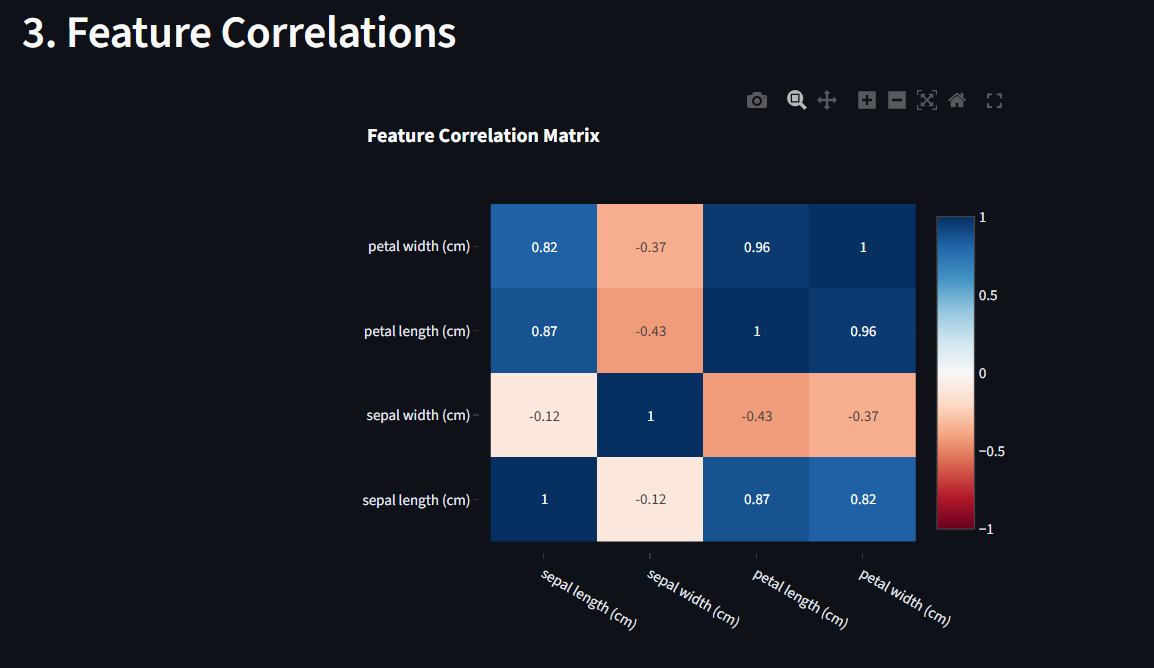 3. Feature Correlations
Feature Correlation Matrix
petal width (cm) 0.82 -0.37 0.96 1
petal length (cm) 0.87 -0.43 1 0.96
sepal width (cm) -0.12 1 -0.43 -0.37
sepal length (cm) 1 -0.12 0.87 0.82
sepal length (cm) sepal width (cm) petal length (cm) petal width (cm)
1
0.5
0
−0.5
−1